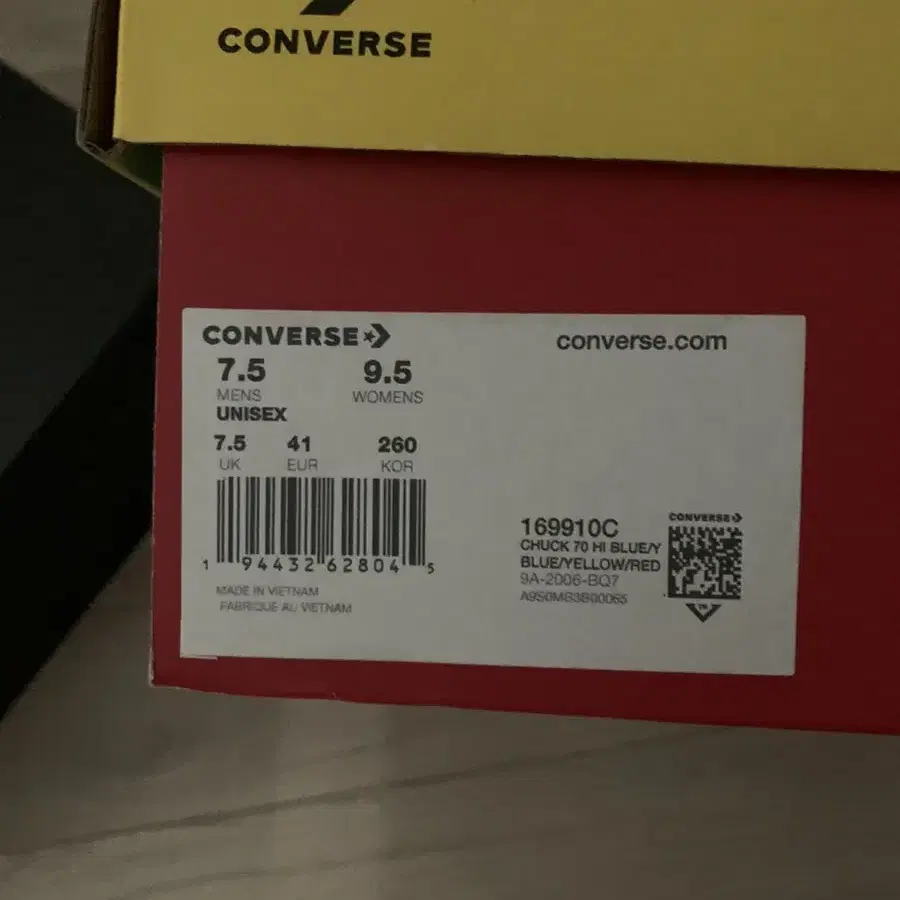 CONVERSE
CONVERSE
converse.com
7.5 9.5
MENS WOMENS
UNISEX
7.5 41 260
UK EUR KOR
1 94432 62804 5
MADE IN VIETNAM
FABRIQUÉ AU VIETNAM
CONVERSE
169910C
CHUCK 70 HI BLUE/Y
BLUE/YELLOW/RED
9A-2006-BQ7